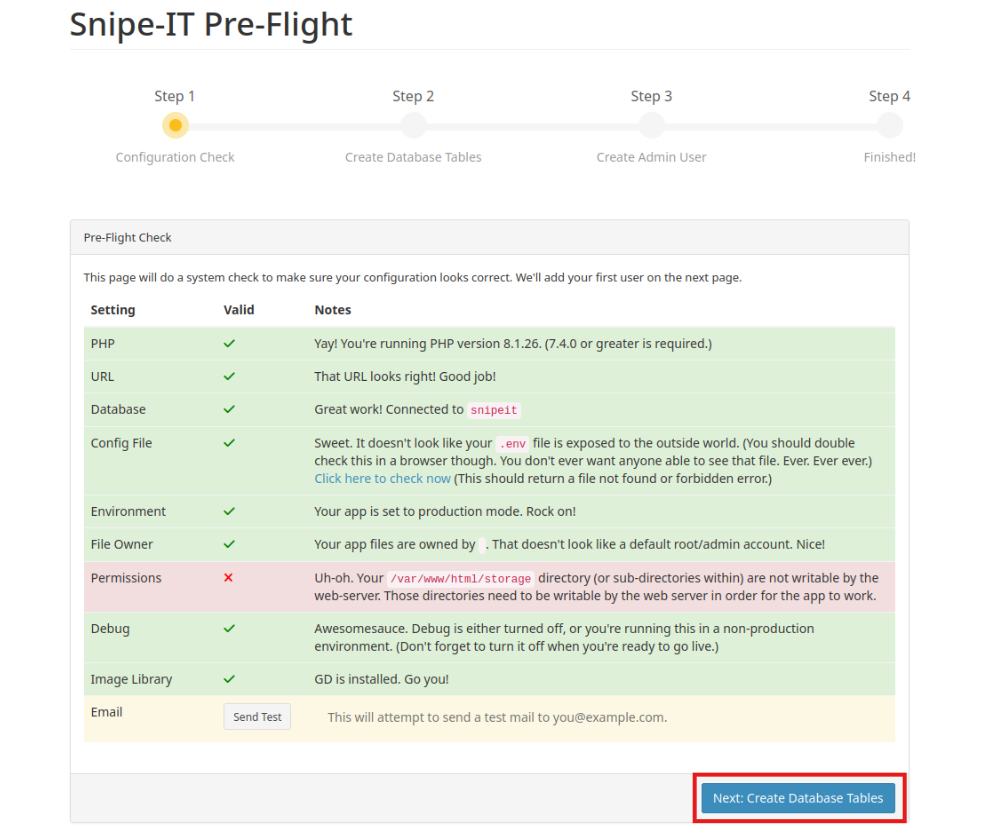 Snipe-IT Pre-Flight
Step 1
Step 2
Step 3
Step 4
Configuration Check
Create Database Tables
Create Admin User
Finished!
Pre-Flight Check
This page will do a system check to make sure your configuration looks correct. We'll add your first user on the next page.
Setting Valid Notes
PHP Yay! You're running PHP version 8.1.26. (7.4.0 or greater is required.)
URL That URL looks right! Good job!
Database Great work! Connected to snipeit
Config File Sweet. It doesn't look like your .env file is exposed to the outside world. (You should double
check this in a browser though. You don't ever want anyone able to see that file. Ever. Ever ever.)
Click here to check now (This should return a file not found or forbidden error.)
Environment Your app is set to production mode. Rock on!
File Owner Your app files are owned by . That doesn't look like a default root/admin account. Nice!
Permissions Uh-oh. Your /var/www/html/storage directory (or sub-directories within) are not writable by the
web-server. Those directories need to be writable by the web server in order for the app to work.
Debug Awesomesauce. Debug is either turned off, or you're running this in a non-production
environment. (Don't forget to turn it off when you're ready to go live.)
Image Library GD is installed. Go you!
Email Send Test This will attempt to send a test mail to you@example.com.
Next: Create Database Tables